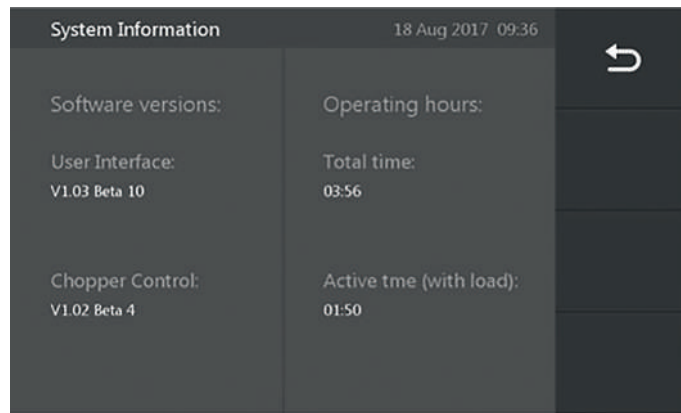 System Information
18 Aug 2017 09:36
Software versions:
User Interface:
V1.03 Beta 10
Chopper Control:
V1.02 Beta 4
Operating hours:
Total time:
03:56
Active tme (with load):
01:50